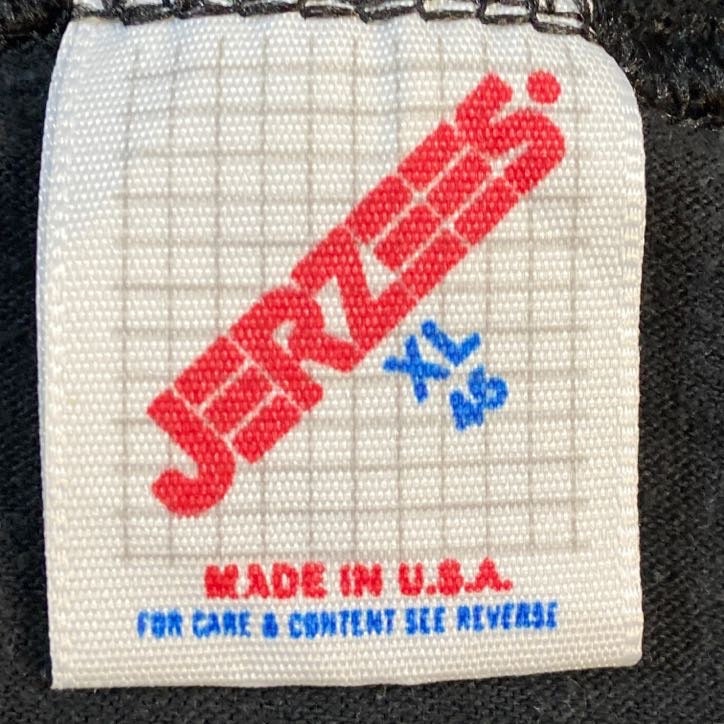 JERZEES.
XL
46
MADE IN U.S.A.
FOR CARE & CONTENT SEE REVERSE